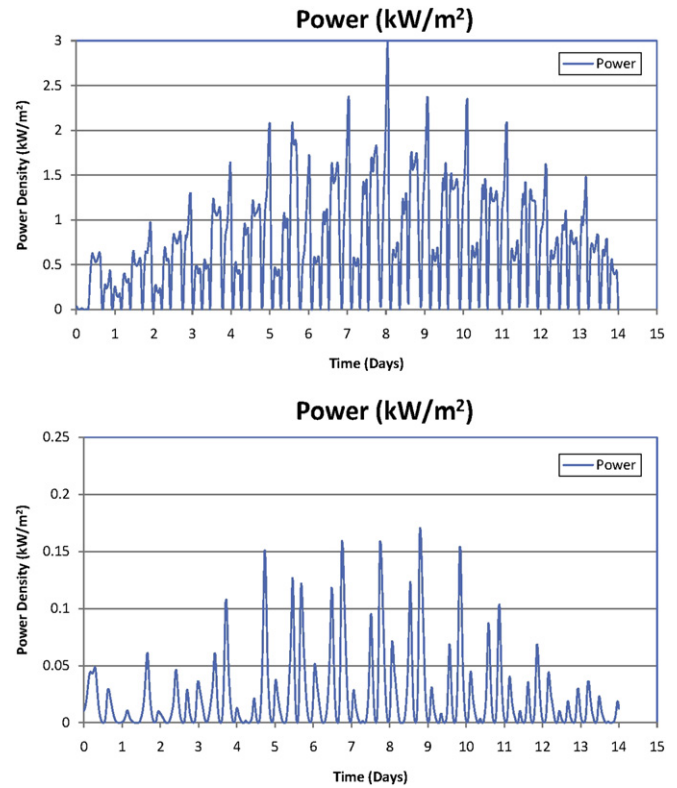 Power (kW/m²)
3
2.5
2
1.5
1
0.5
0
Power Density (kW/m²)
Power
0 1 2 3 4 5 6 7 8 9 10 11 12 13 14 15
Time (Days)
Power (kW/m²)
0.25
0.2
0.15
0.1
0.05
0
Power Density (kW/m²)
Power
0 1 2 3 4 5 6 7 8 9 10 11 12 13 14 15
Time (Days)